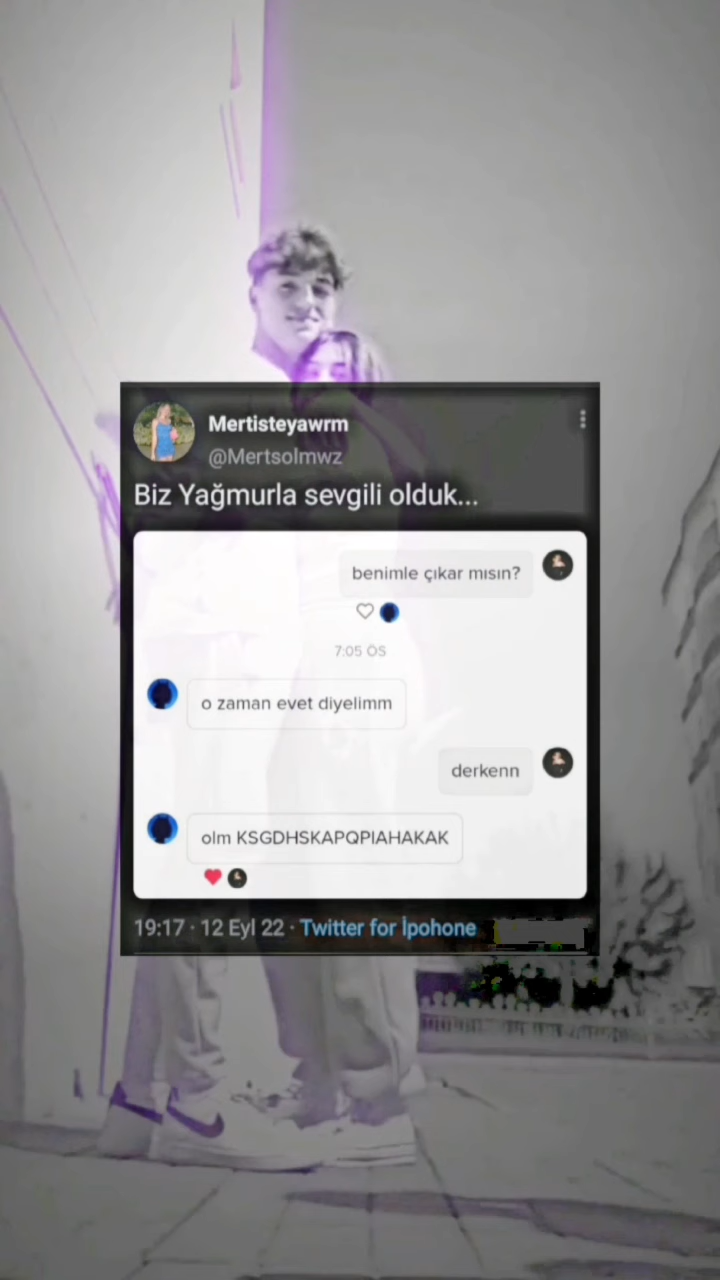 Mertisteyawrm
@Mertsolmwz
Biz Yağmurla sevgili olduk...
benimle çıkar mısın?
7:05 ÖS
o zaman evet diyelimm
derkenn
olm KSGDHSKAPQPIAHAKAK
19:17 · 12 Eyl 22 · Twitter for İpohone